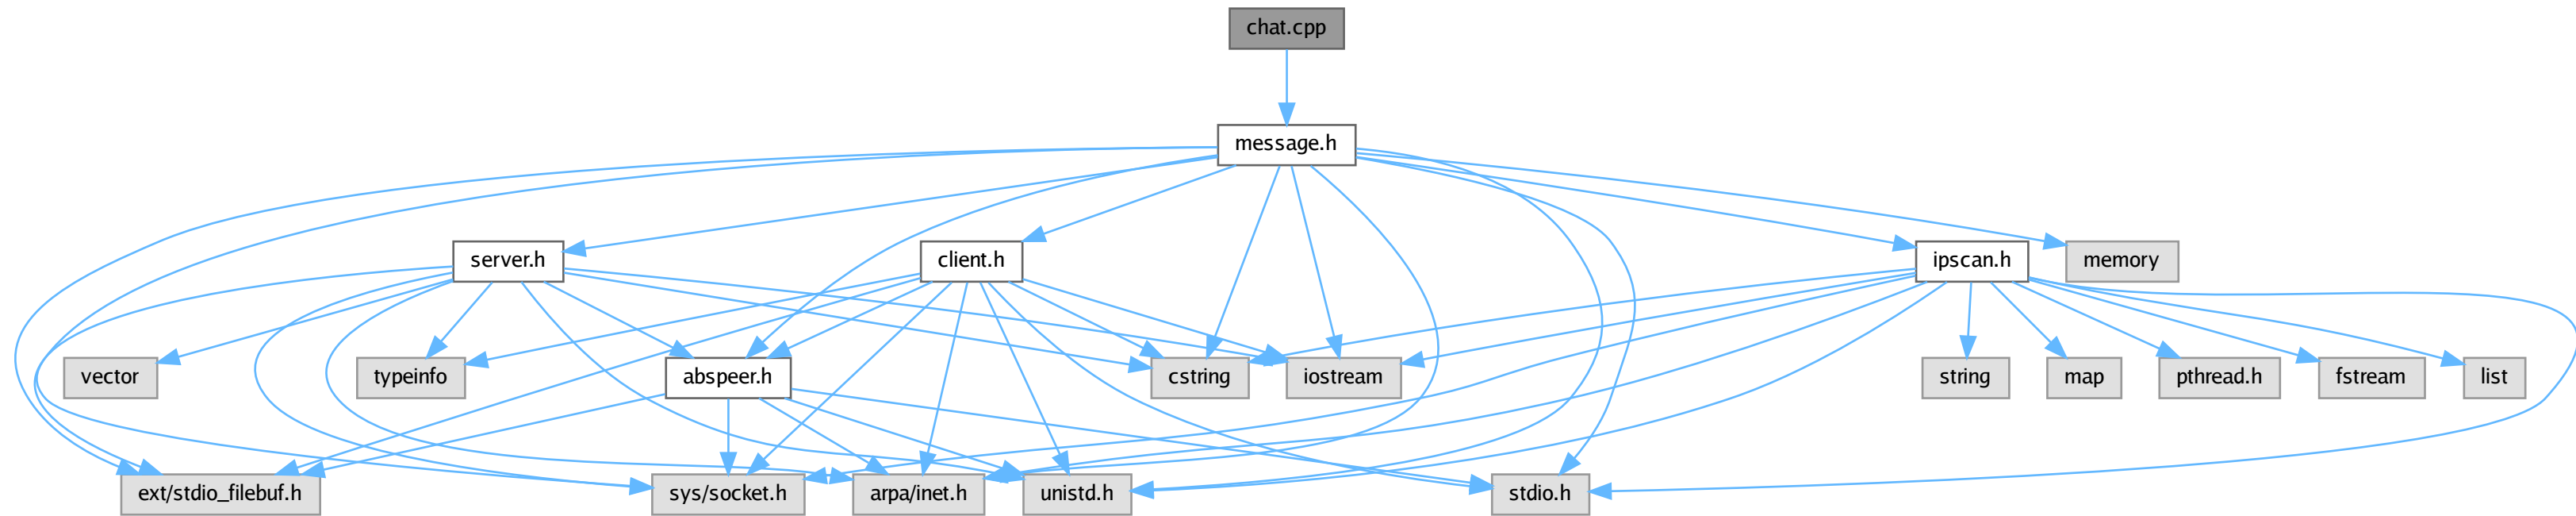 chat.cpp
message.h
server.h
client.h
ipscan.h
memory
vector
typeinfo
abspeer.h
cstring
iostream
string
map
pthread.h
fstream
list
ext/stdio_filebuf.h
sys/socket.h
arpa/inet.h
unistd.h
stdio.h